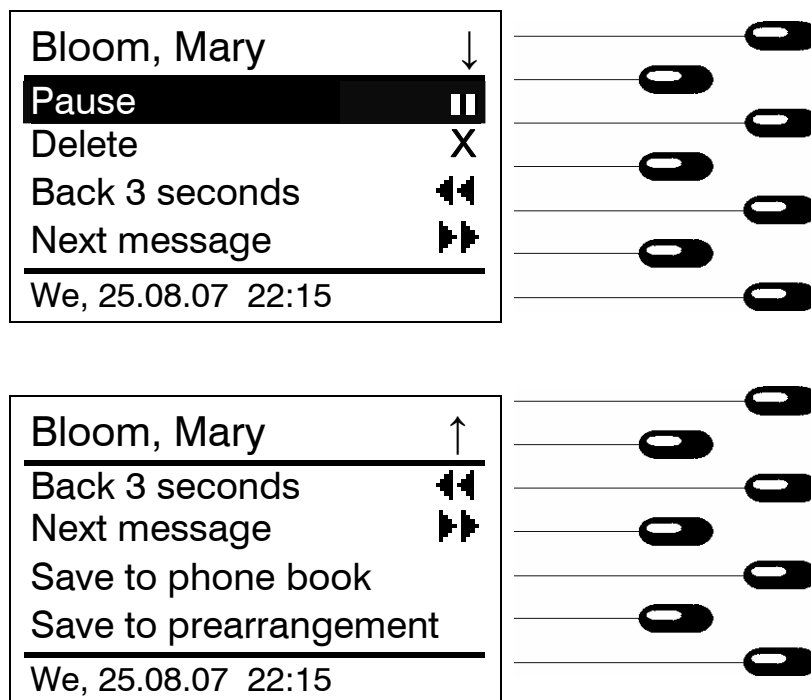 Bloom, Mary ↓
Pause
Delete X
Back 3 seconds
Next message
We, 25.08.07 22:15
Bloom, Mary ↑
Back 3 seconds
Next message
Save to phone book
Save to prearrangement
We, 25.08.07 22:15